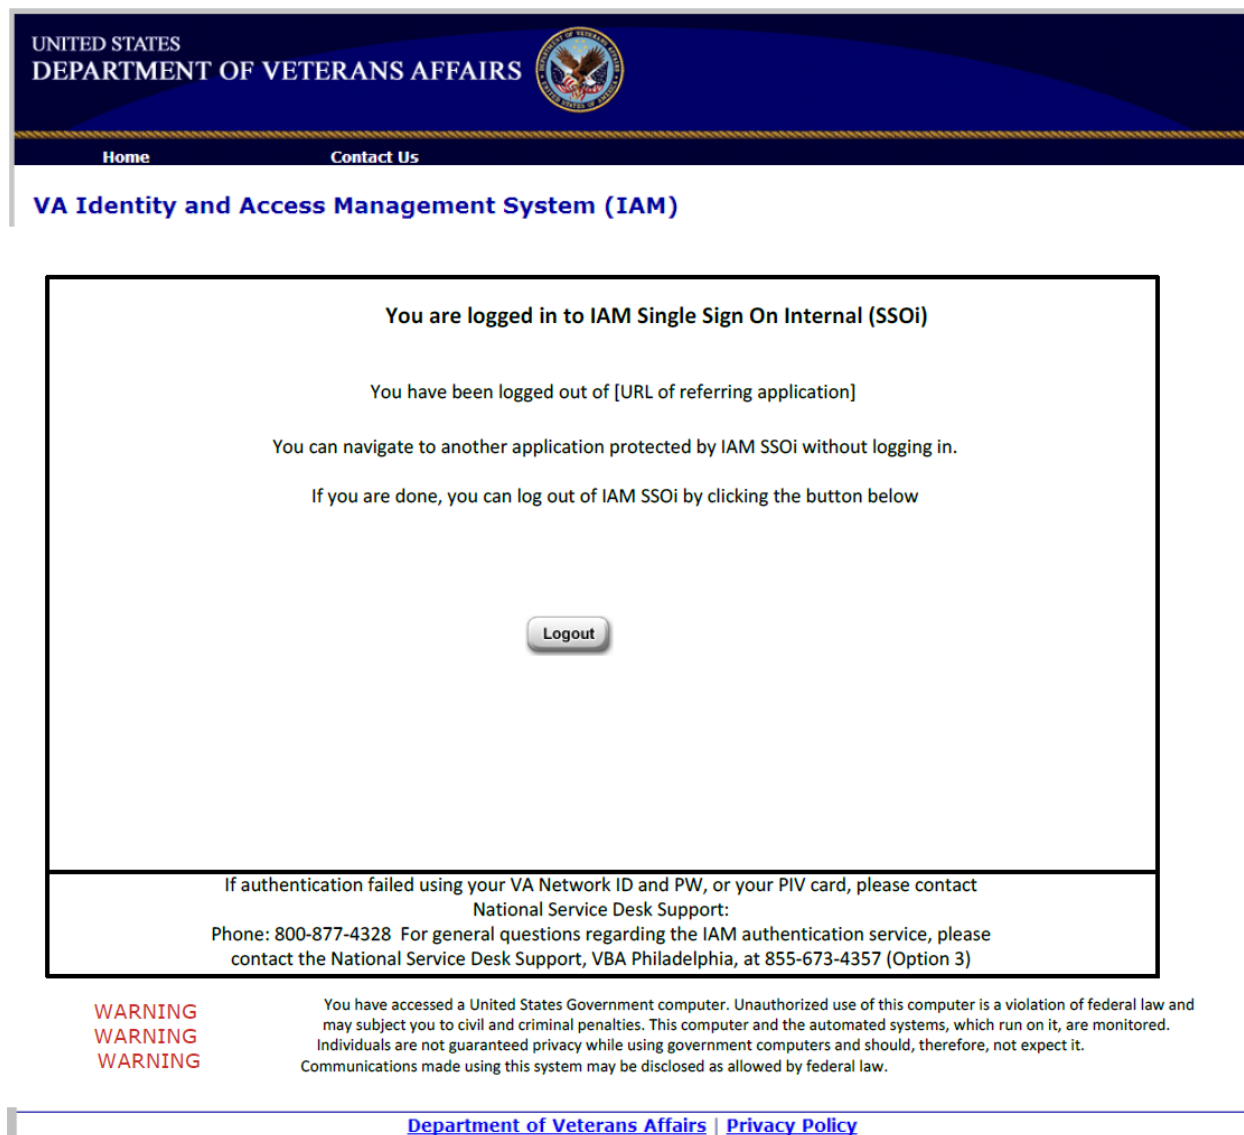 UNITED STATES
DEPARTMENT OF VETERANS AFFAIRS
Home Contact Us
VA Identity and Access Management System (IAM)
You are logged in to IAM Single Sign On Internal (SSOi)
You have been logged out of [URL of referring application]
You can navigate to another application protected by IAM SSOi without logging in.
If you are done, you can log out of IAM SSOi by clicking the button below
Logout
If authentication failed using your VA Network ID and PW, or your PIV card, please contact
National Service Desk Support:
Phone: 800-877-4328 For general questions regarding the IAM authentication service, please
contact the National Service Desk Support, VBA Philadelphia, at 855-673-4357 (Option 3)
WARNING
WARNING
WARNING
You have accessed a United States Government computer. Unauthorized use of this computer is a violation of federal law and
may subject you to civil and criminal penalties. This computer and the automated systems, which run on it, are monitored.
Individuals are not guaranteed privacy while using government computers and should, therefore, not expect it.
Communications made using this system may be disclosed as allowed by federal law.
Department of Veterans Affairs | Privacy Policy